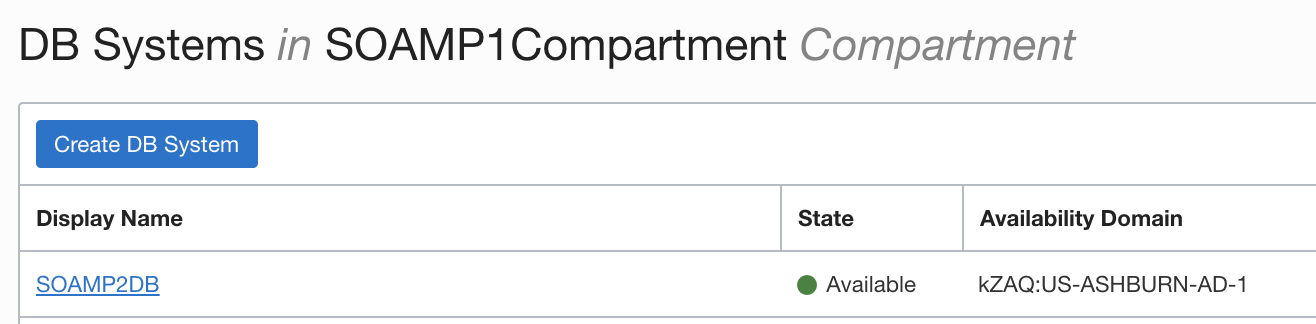 DB Systems in SOAMP1Compartment Compartment
Create DB System
Display Name State Availability Domain
SOAMP2DB Available kZAQ:US-ASHBURN-AD-1